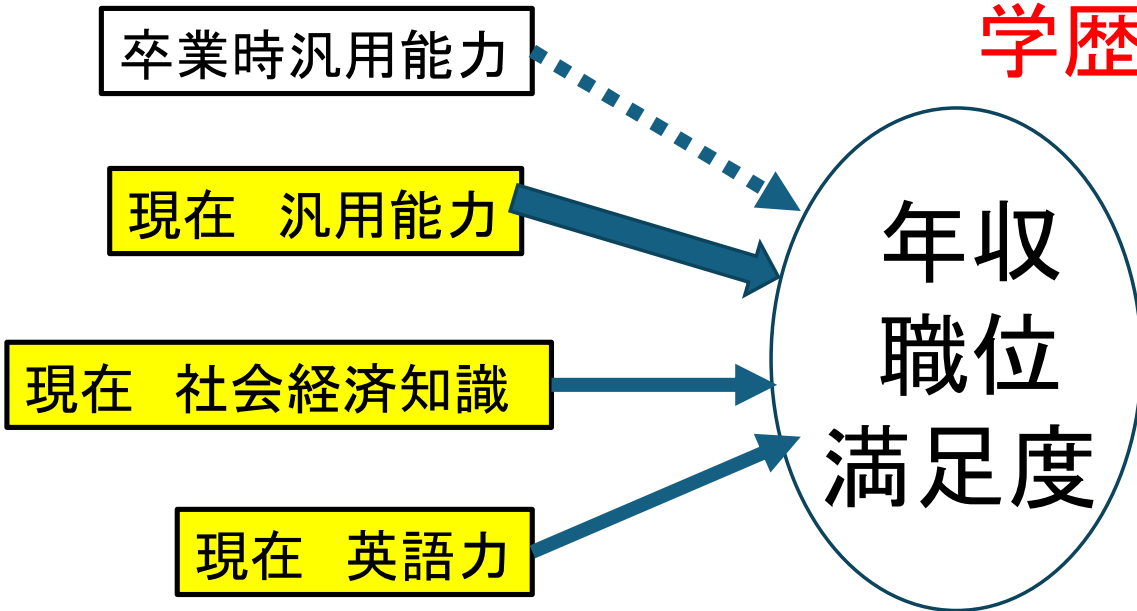 学歴
卒業時汎用能力
現在　汎用能力
現在　社会経済知識
現在　英語力
年収
職位
満足度